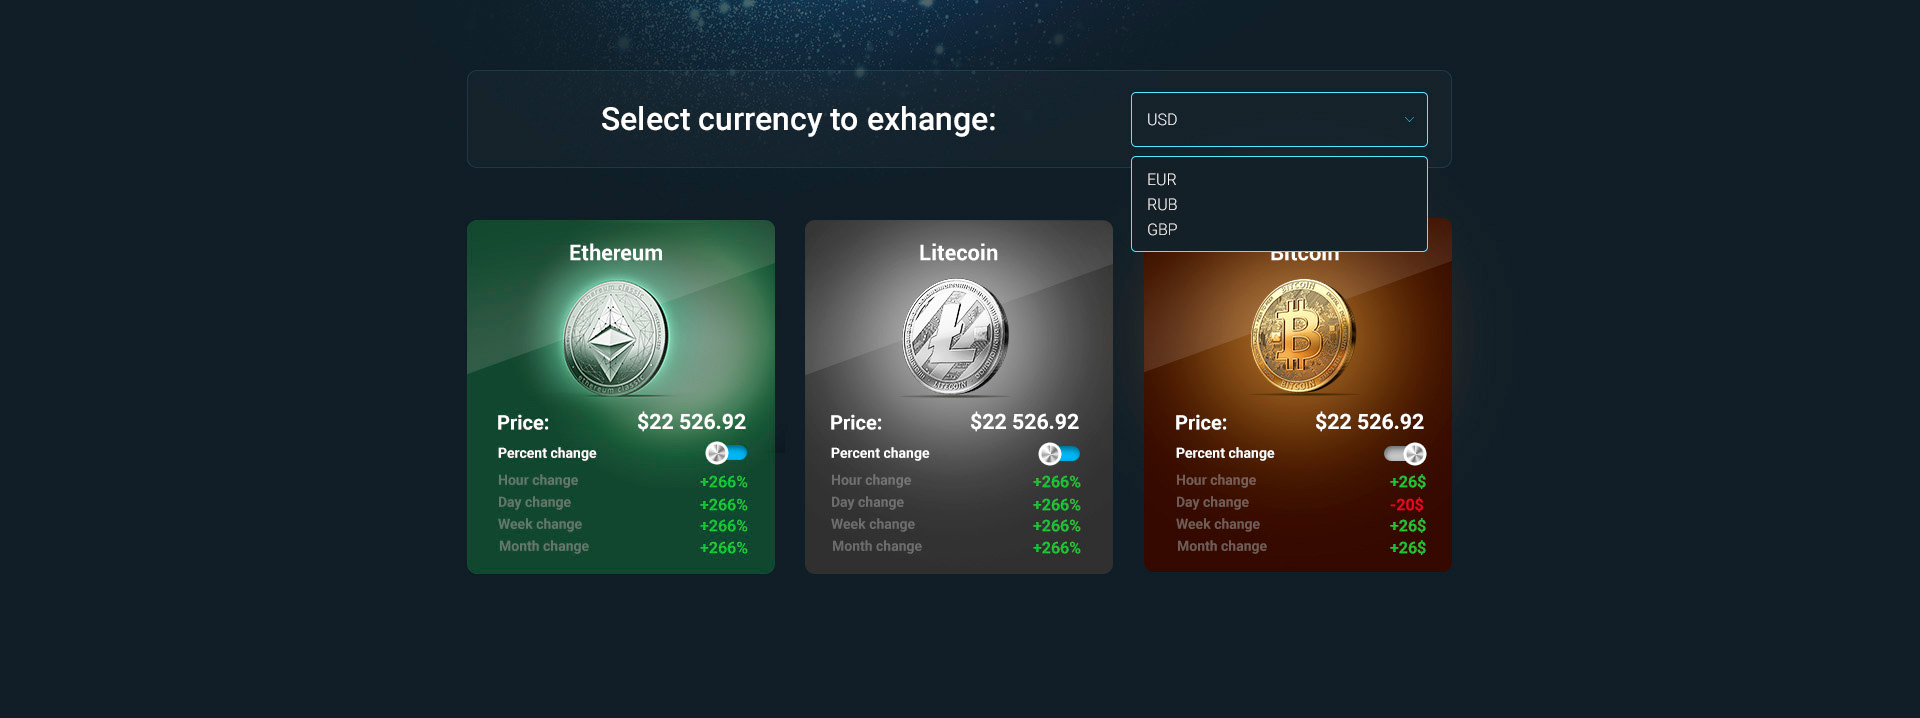 Select currency to exhange:
USD
EUR
RUB
GBP
Ethereum
ethereum classic
ethereum classic
Price: $22 526.92
Percent change
Hour change +266%
Day change +266%
Week change +266%
Month change +266%
Litecoin
LITECOIN
Price: $22 526.92
Percent change
Hour change +266%
Day change +266%
Week change +266%
Month change +266%
Bitcoin
BITCOIN
BITCOIN
Price: $22 526.92
Percent change
Hour change +26$
Day change -20$
Week change +26$
Month change +26$